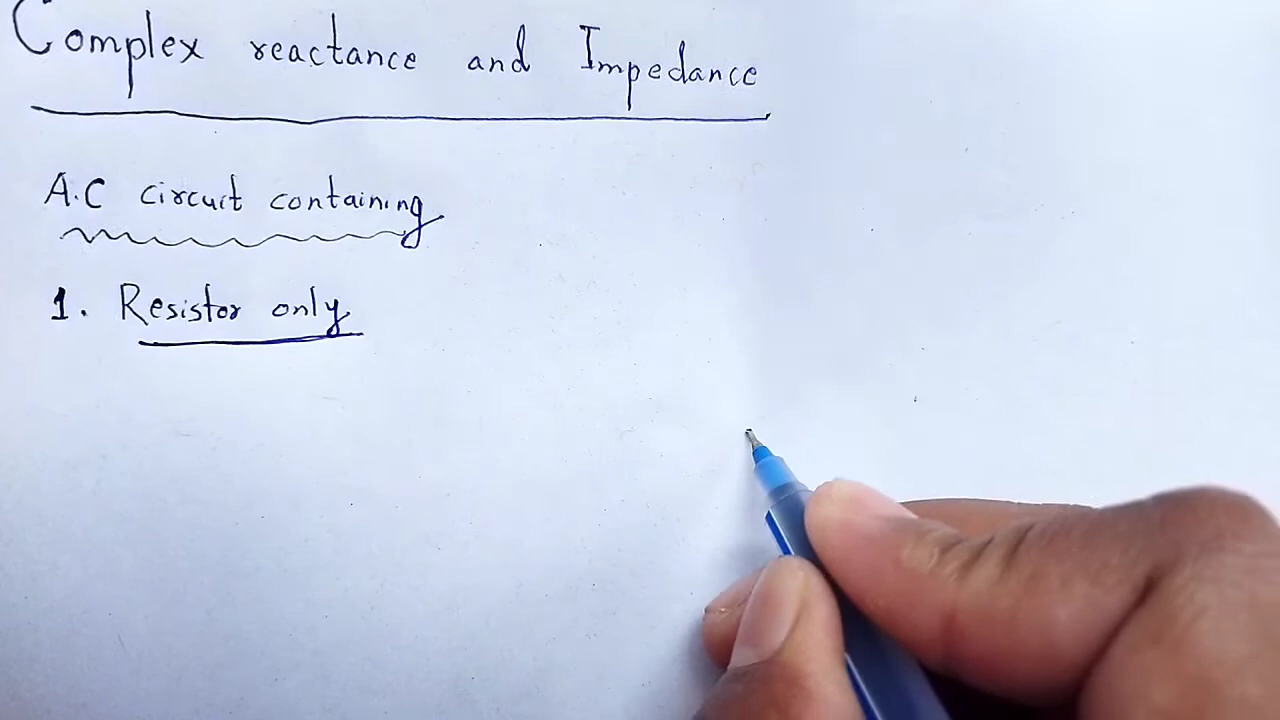 Complex reactance and Impedance
A.C circuit containing
1. Resistor only